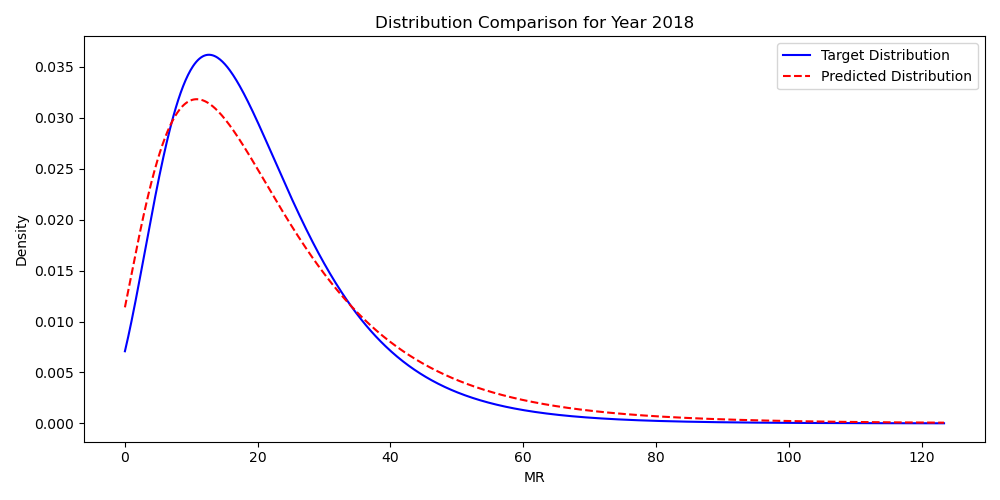 Distribution Comparison for Year 2018
Target Distribution
Predicted Distribution
0.035
0.030
0.025
0.020
0.015
0.010
0.005
0.000
Density
0 20 40 60 80 100 120
MR